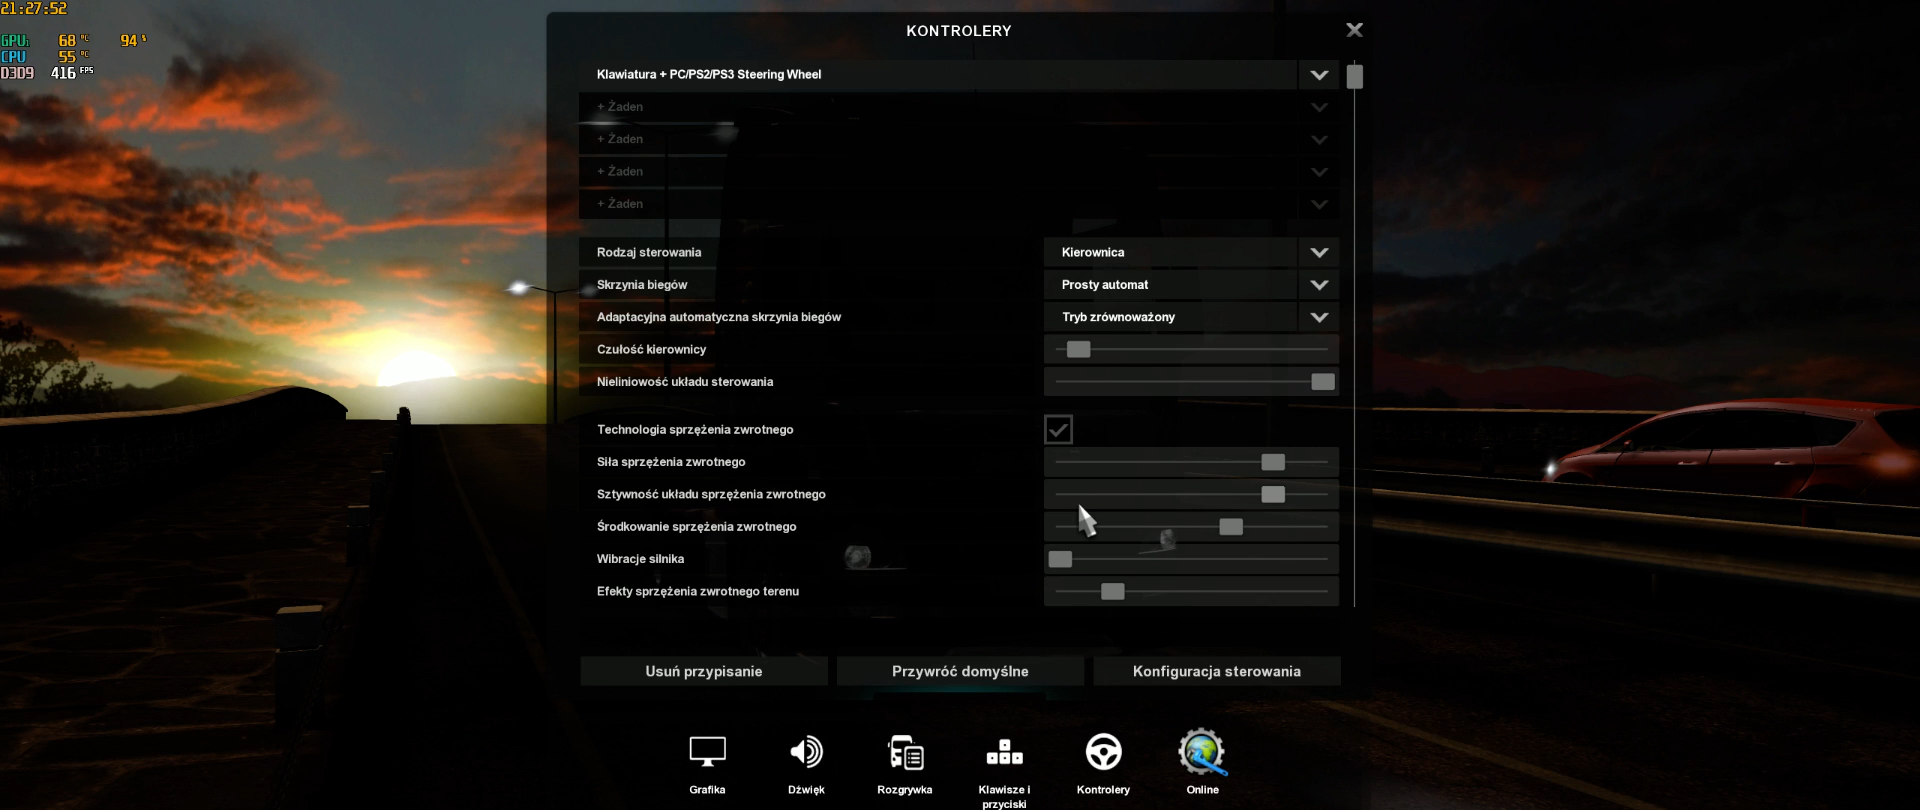 21:27:52
GPU1 68 °C 94 %
CPU 55 °C
D3D9 416 FPS
KONTROLERY
Klawiatura + PC/PS2/PS3 Steering Wheel
+ Żaden
+ Żaden
+ Żaden
+ Żaden
Rodzaj sterowania Kierownica
Skrzynia biegów Prosty automat
Adaptacyjna automatyczna skrzynia biegów Tryb zrównoważony
Czułość kierownicy
Nieliniowość układu sterowania
Technologia sprzężenia zwrotnego
Siła sprzężenia zwrotnego
Sztywność układu sprzężenia zwrotnego
Środkowanie sprzężenia zwrotnego
Wibracje silnika
Efekty sprzężenia zwrotnego terenu
Usuń przypisanie Przywróć domyślne Konfiguracja sterowania
Grafika Dźwięk Rozgrywka Klawisze i przyciski Kontrolery Online